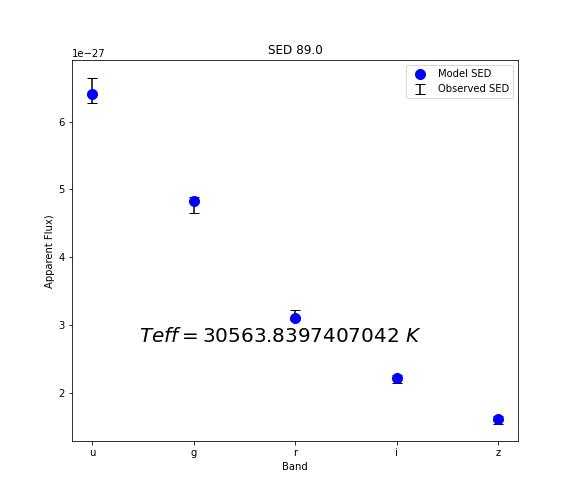 SED 89.0
1e−27
Model SED
Observed SED
6
5
4
3
2
Apparent Flux)
Teff = 30563.8397407042 K
u g r i z
Band